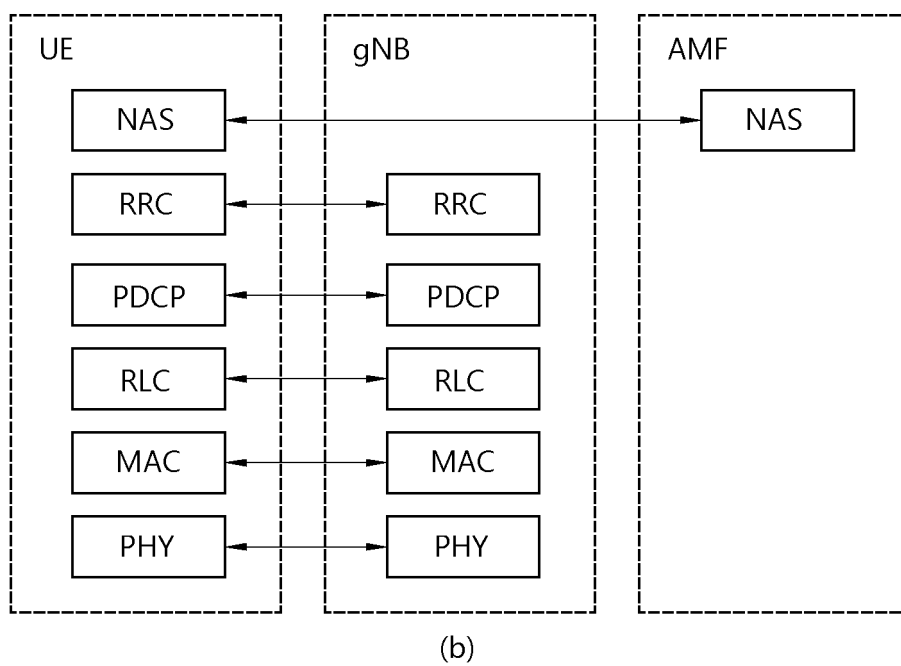 UE gNB AMF
NAS NAS
RRC RRC
PDCP PDCP
RLC RLC
MAC MAC
PHY PHY
(b)